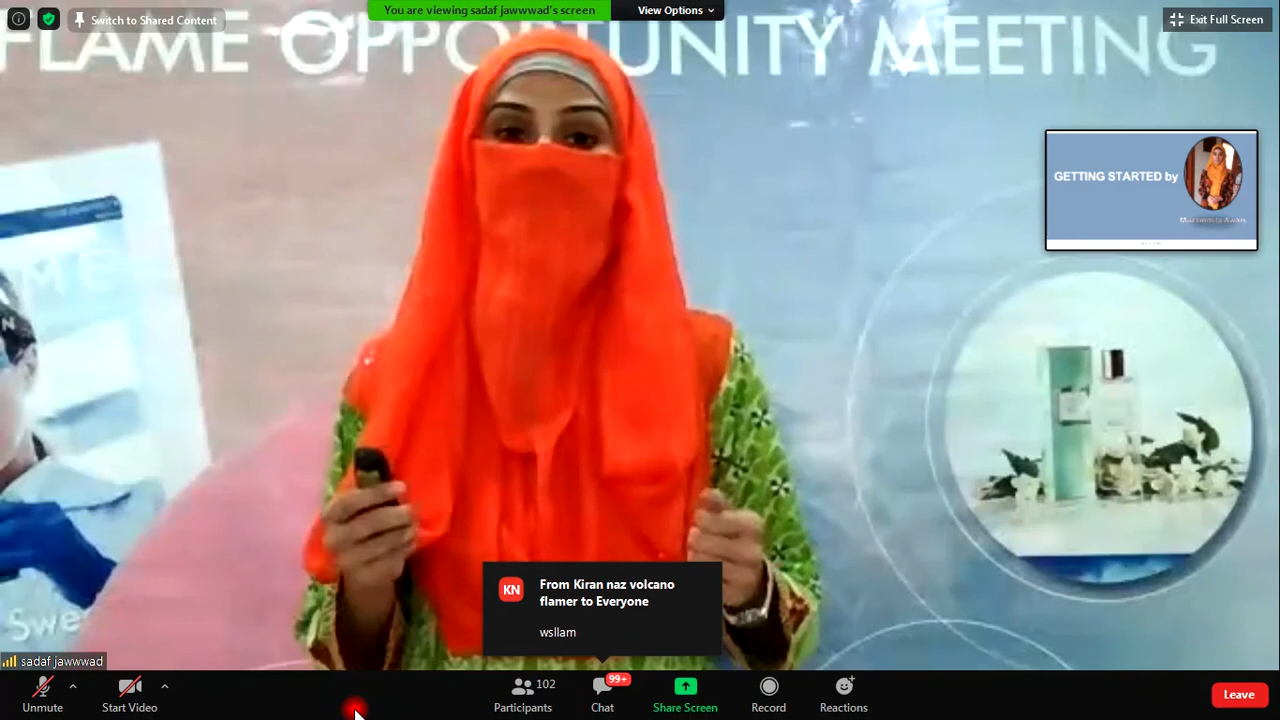 Switch to Shared Content
You are viewing sadaf jawwwad's screen
View Options
Exit Full Screen
FLAME OPPORTUNITY MEETING
GETTING STARTED by
Swe
KN
From Kiran naz volcano
flamer to Everyone
wsllam
sadaf jawwwad
Unmute
Start Video
Participants
102
Chat
99+
Share Screen
Record
Reactions
Leave